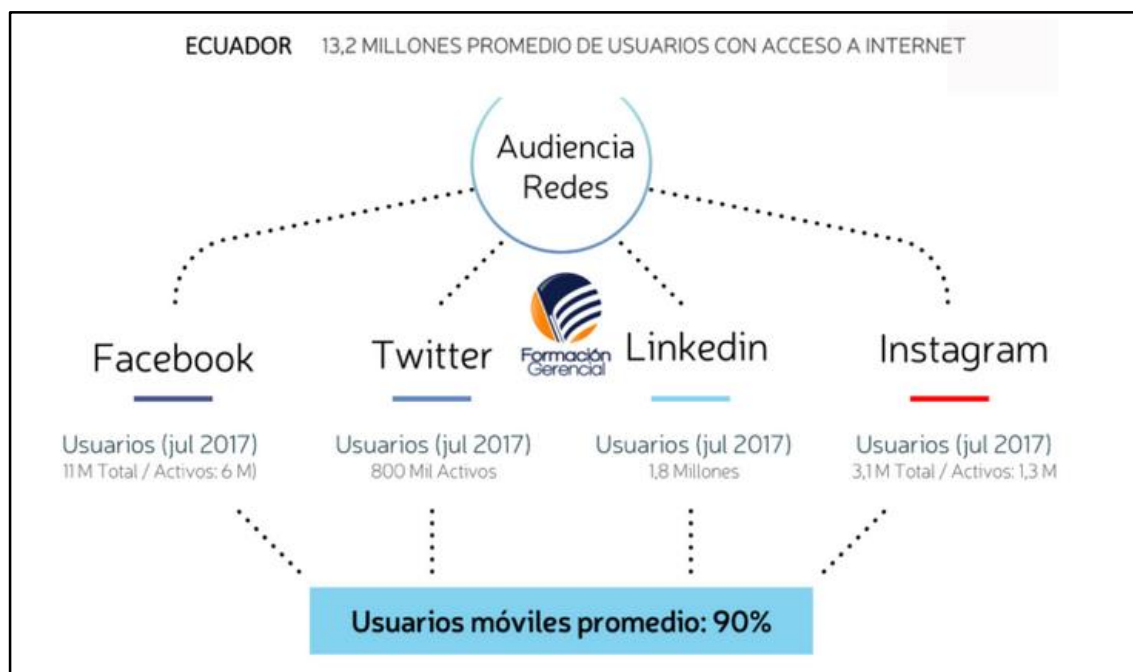 ECUADOR 13,2 MILLONES PROMEDIO DE USUARIOS CON ACCESO A INTERNET
Audiencia
Redes
Formación
Gerencial
Facebook
Twitter
Linkedin
Instagram
Usuarios (jul 2017)
11 M Total / Activos: 6 M)
Usuarios (jul 2017)
800 Mil Activos
Usuarios (jul 2017)
1,8 Millones
Usuarios (jul 2017)
3,1 M Total / Activos: 1,3 M
Usuarios móviles promedio: 90%